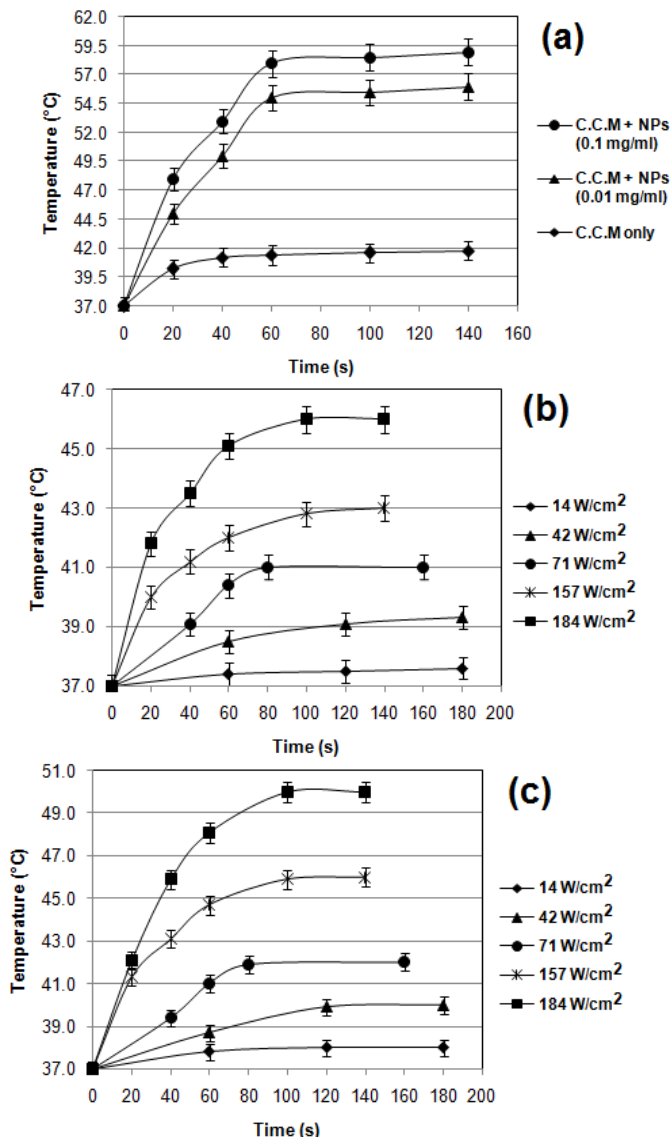 (a)
Temperature (°C)
62.0
59.5
57.0
54.5
52.0
49.5
47.0
44.5
42.0
39.5
37.0
0 20 40 60 80 100 120 140 160
Time (s)
C.C.M + NPs
(0.1 mg/ml)
C.C.M + NPs
(0.01 mg/ml)
C.C.M only
(b)
Temperature (°C)
47.0
45.0
43.0
41.0
39.0
37.0
0 20 40 60 80 100 120 140 160 180 200
Time (s)
14 W/cm²
42 W/cm²
71 W/cm²
157 W/cm²
184 W/cm²
(c)
Temperature (°C)
51.0
49.0
47.0
45.0
43.0
41.0
39.0
37.0
0 20 40 60 80 100 120 140 160 180 200
Time (s)
14 W/cm²
42 W/cm²
71 W/cm²
157 W/cm²
184 W/cm²